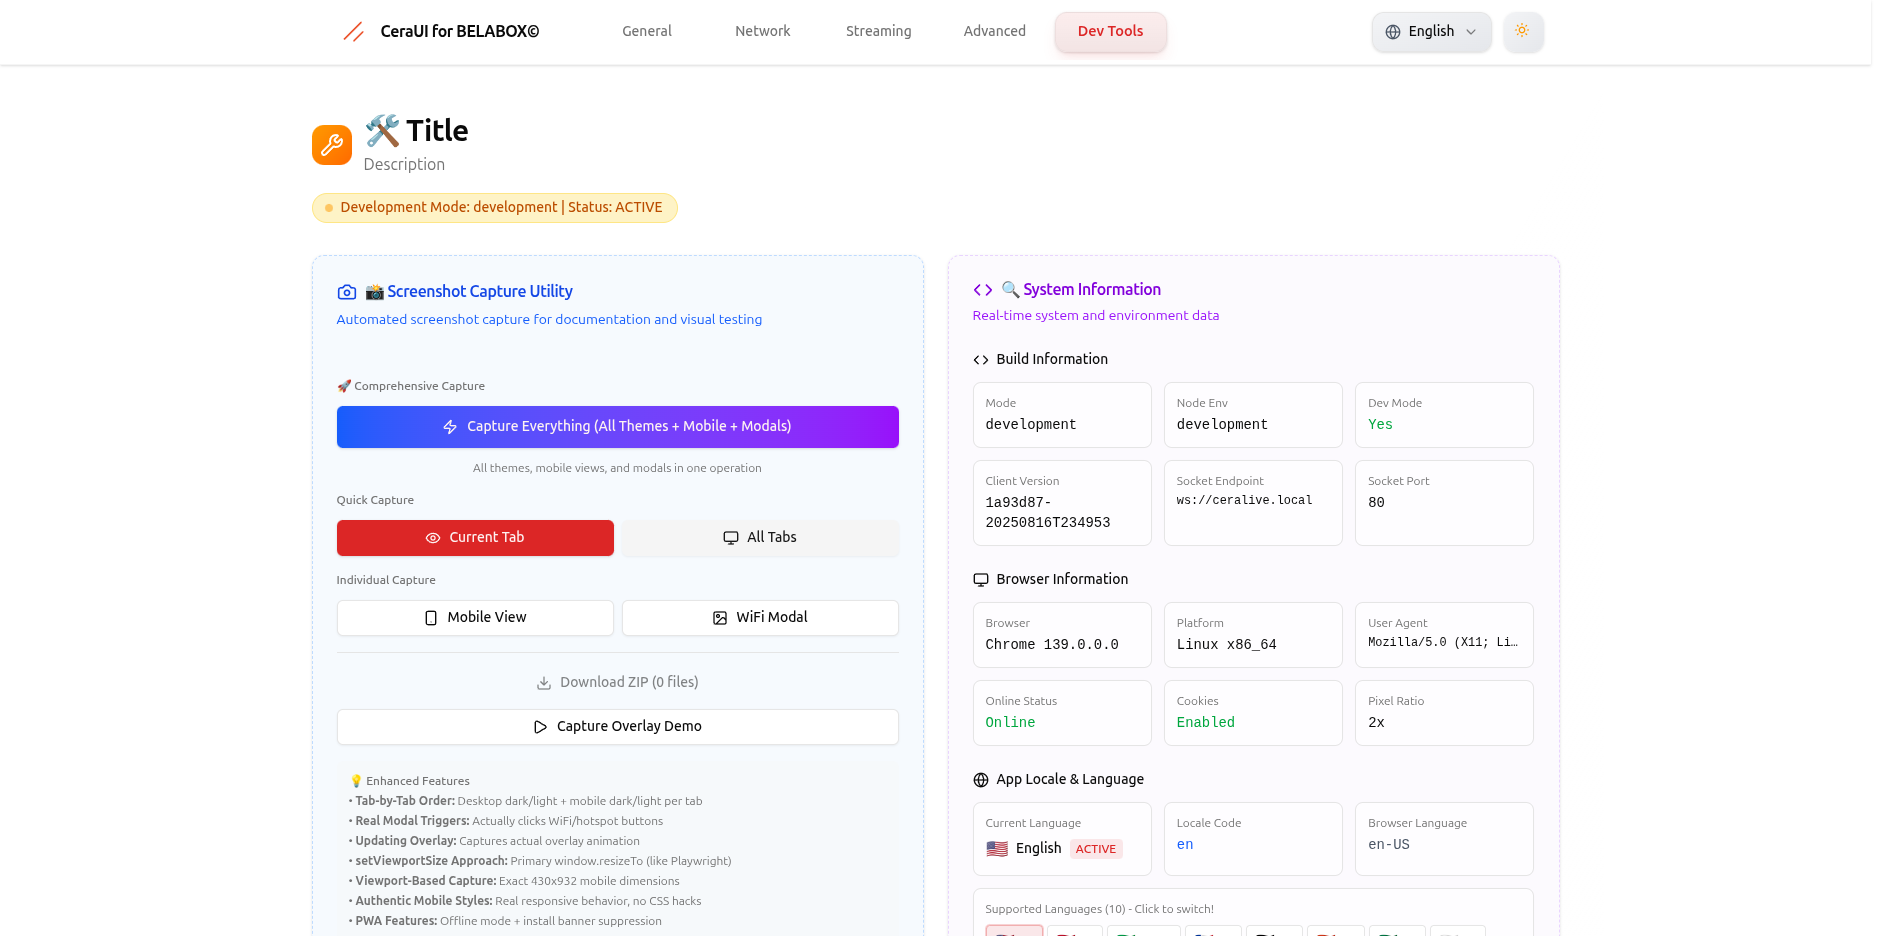 CeraUI for BELABOX©
General
Network
Streaming
Advanced
Dev Tools
English
🛠️ Title
Description
Development Mode: development | Status: ACTIVE
📸 Screenshot Capture Utility
Automated screenshot capture for documentation and visual testing
🚀 Comprehensive Capture
Capture Everything (All Themes + Mobile + Modals)
All themes, mobile views, and modals in one operation
Quick Capture
Current Tab
All Tabs
Individual Capture
Mobile View
WiFi Modal
Download ZIP (0 files)
Capture Overlay Demo
💡 Enhanced Features
• Tab-by-Tab Order: Desktop dark/light + mobile dark/light per tab
• Real Modal Triggers: Actually clicks WiFi/hotspot buttons
• Updating Overlay: Captures actual overlay animation
• setViewportSize Approach: Primary window.resizeTo (like Playwright)
• Viewport-Based Capture: Exact 430x932 mobile dimensions
• Authentic Mobile Styles: Real responsive behavior, no CSS hacks
• PWA Features: Offline mode + install banner suppression
🔍 System Information
Real-time system and environment data
Build Information
Mode
development
Node Env
development
Dev Mode
Yes
Client Version
1a93d87-
20250816T234953
Socket Endpoint
ws://ceralive.local
Socket Port
80
Browser Information
Browser
Chrome 139.0.0.0
Platform
Linux x86_64
User Agent
Mozilla/5.0 (X11; Li…
Online Status
Online
Cookies
Enabled
Pixel Ratio
2x
App Locale & Language
Current Language
🇺🇸 English ACTIVE
Locale Code
en
Browser Language
en-US
Supported Languages (10) - Click to switch!